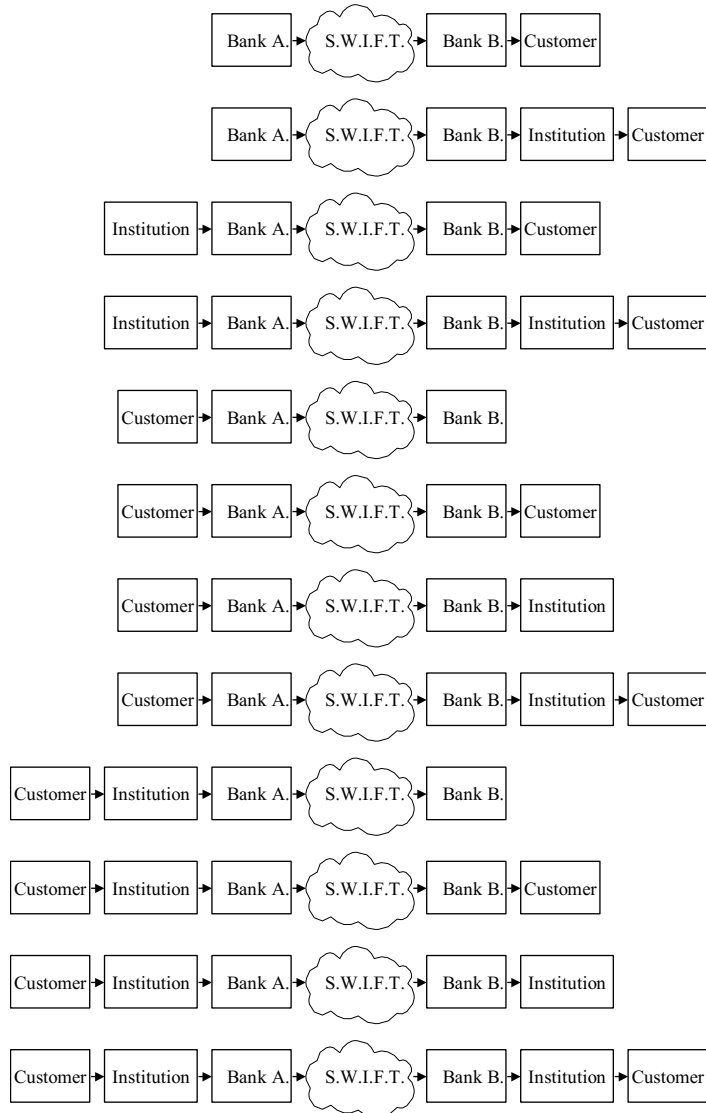 Bank A. S.W.I.F.T. Bank B. Customer
Bank A. S.W.I.F.T. Bank B. Institution Customer
Institution Bank A. S.W.I.F.T. Bank B. Customer
Institution Bank A. S.W.I.F.T. Bank B. Institution Customer
Customer Bank A. S.W.I.F.T. Bank B.
Customer Bank A. S.W.I.F.T. Bank B. Customer
Customer Bank A. S.W.I.F.T. Bank B. Institution
Customer Bank A. S.W.I.F.T. Bank B. Institution Customer
Customer Institution Bank A. S.W.I.F.T. Bank B.
Customer Institution Bank A. S.W.I.F.T. Bank B. Customer
Customer Institution Bank A. S.W.I.F.T. Bank B. Institution
Customer Institution Bank A. S.W.I.F.T. Bank B. Institution Customer